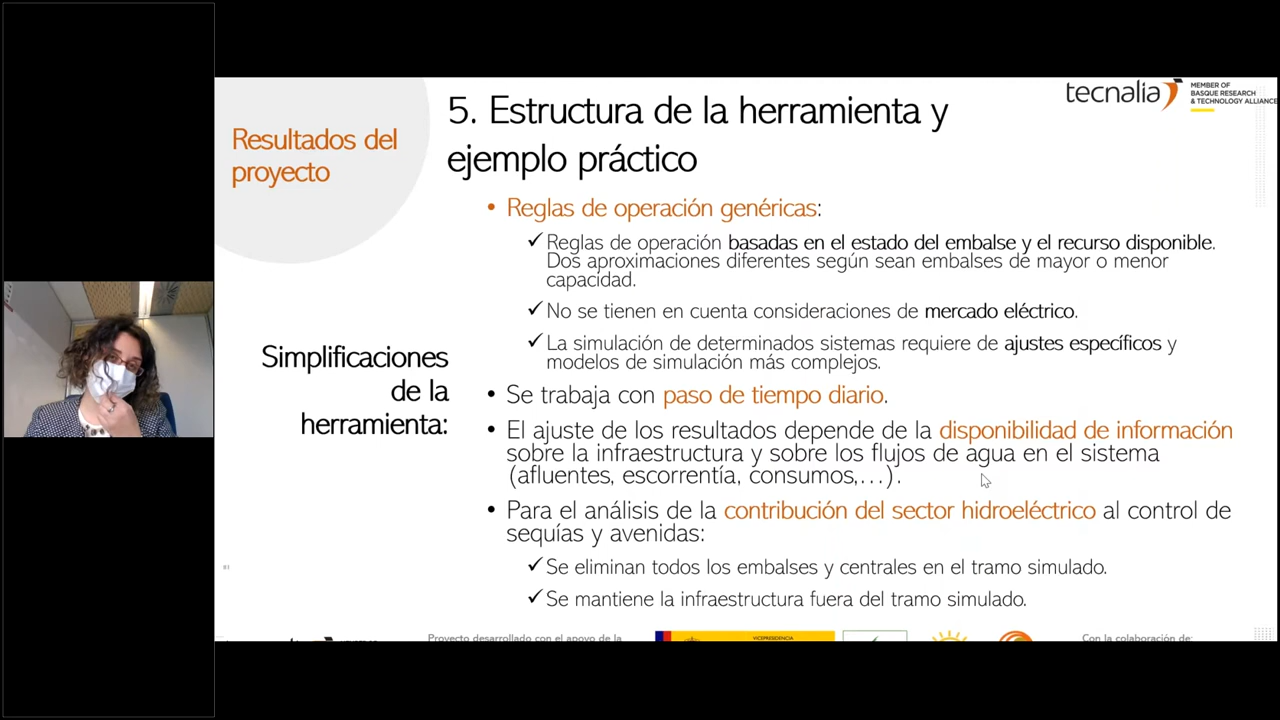 tecnalia
MEMBER OF
BASQUE RESEARCH
& TECHNOLOGY ALLIANCE
Resultados del
proyecto
5. Estructura de la herramienta y
ejemplo práctico
Simplificaciones
de la
herramienta:
• Reglas de operación genéricas:
✓Reglas de operación basadas en el estado del embalse y el recurso disponible.
Dos aproximaciones diferentes según sean embalses de mayor o menor
capacidad.
✓No se tienen en cuenta consideraciones de mercado eléctrico.
✓La simulación de determinados sistemas requiere de ajustes específicos y
modelos de simulación más complejos.
• Se trabaja con paso de tiempo diario.
• El ajuste de los resultados depende de la disponibilidad de información
sobre la infraestructura y sobre los flujos de agua en el sistema
(afluentes, escorrentía, consumos,...).
• Para el análisis de la contribución del sector hidroeléctrico al control de
sequías y avenidas:
✓Se eliminan todos los embalses y centrales en el tramo simulado.
✓Se mantiene la infraestructura fuera del tramo simulado.
Proyecto desarrollado con el apoyo de la
VICEPRESIDENCIA
Con la colaboración de: